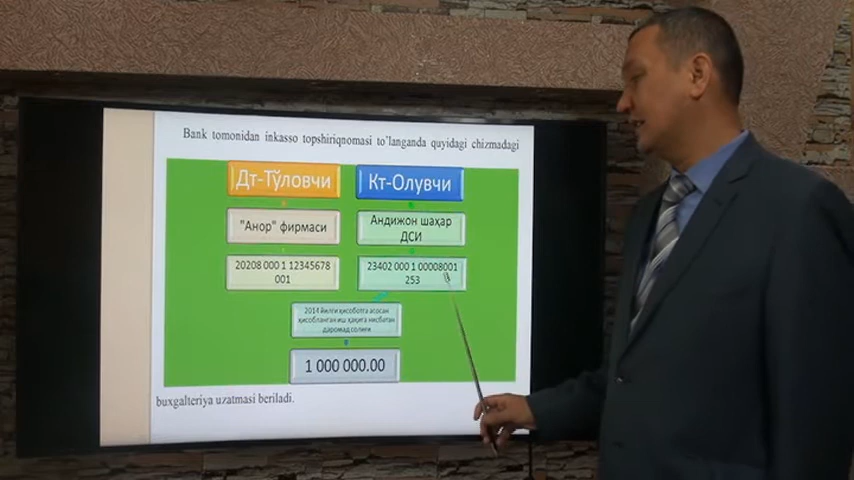 Bank tomonidan inkasso topshiriqnomasi to'langanda quyidagi chizmadagi
Дт-Тўловчи
Кт-Олувчи
"Анор" фирмаси
Андижон шаҳар
ДСИ
20208 000 1 12345678
001
23402 000 1 00008001
253
2014 йилги ҳисоботга асосан
ҳисобланган иш ҳақига нисбатан
даромад солиғи
1 000 000.00
buxgalteriya uzatmasi beriladi.